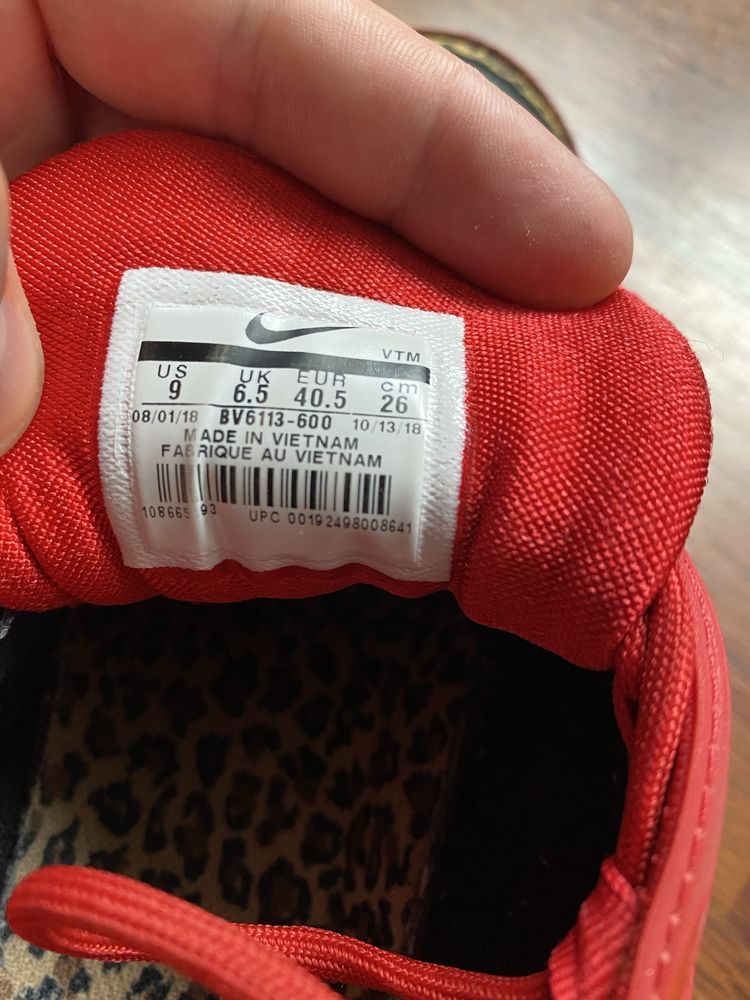 VTM
US UK EUR cm
9 6.5 40.5 26
08/01/18 BV6113-600 10/13/18
MADE IN VIETNAM
FABRIQUE AU VIETNAM
UPC 00192498008641